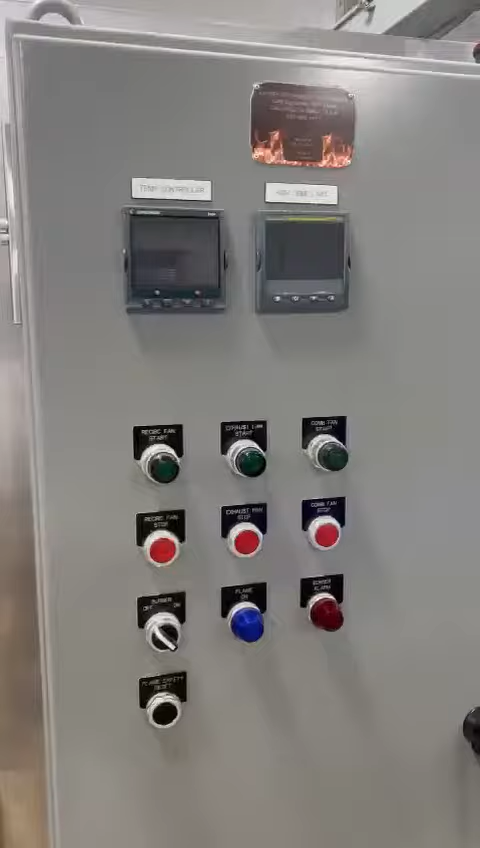 TEMP CONTROLLER
HIGH TEMP LIMIT
RECIRC FAN
START
EXHAUST FAN
START
COMB FAN
START
RECIRC FAN
STOP
EXHAUST FAN
STOP
COMB FAN
STOP
BURNER
OFF ON
FLAME
ON
BURNER
ALARM
FLAME SAFETY
RESET